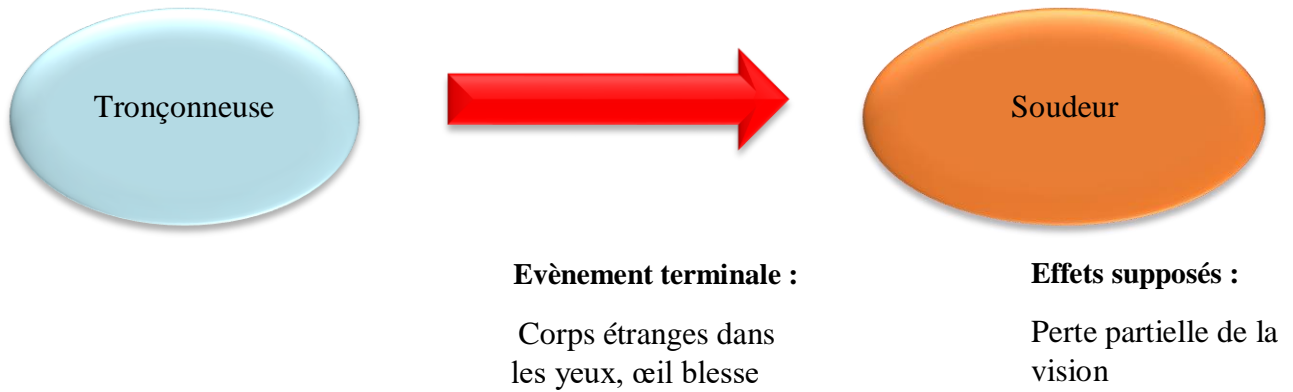 Tronçonneuse
Soudeur
Evènement terminale :
Corps étranges dans
les yeux, œil blesse
Effets supposés :
Perte partielle de la
vision